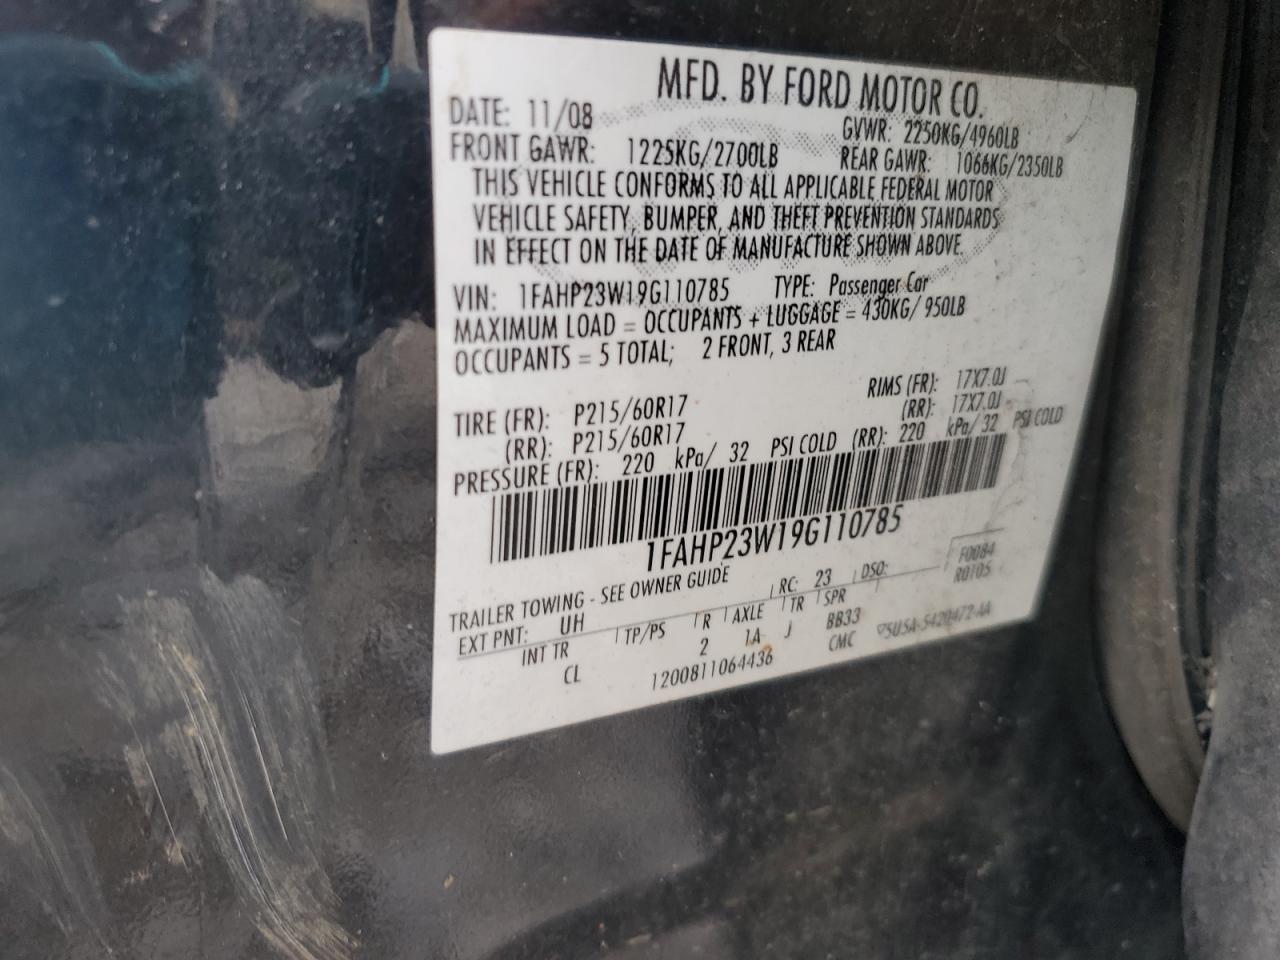 MFD. BY FORD MOTOR CO.
DATE: 11/08 GVWR: 2250KG/4960LB
FRONT GAWR: 1225KG/2700LB REAR GAWR: 1066KG/2350LB
THIS VEHICLE CONFORMS TO ALL APPLICABLE FEDERAL MOTOR
VEHICLE SAFETY, BUMPER, AND THEFT PREVENTION STANDARDS
IN EFFECT ON THE DATE OF MANUFACTURE SHOWN ABOVE.
VIN: 1FAHP23W19G110785 TYPE: Passenger Car
MAXIMUM LOAD = OCCUPANTS + LUGGAGE = 430KG/ 950LB
OCCUPANTS = 5 TOTAL; 2 FRONT, 3 REAR
TIRE (FR): P215/60R17 RIMS (FR): 17X7.0J
(RR): P215/60R17 (RR): 17X7.0J
PRESSURE (FR): 220 kPa/ 32 PSI COLD (RR): 220 kPa/ 32 PSI COLD
1FAHP23W19G110785
TRAILER TOWING - SEE OWNER GUIDE F0084
EXT PNT: UH RC: 23 DSO: R0105
INT TR TP/PS R AXLE TR SPR
CL 2 1A J BB33
1200811064436 CMC 5U5A-5420472-AA